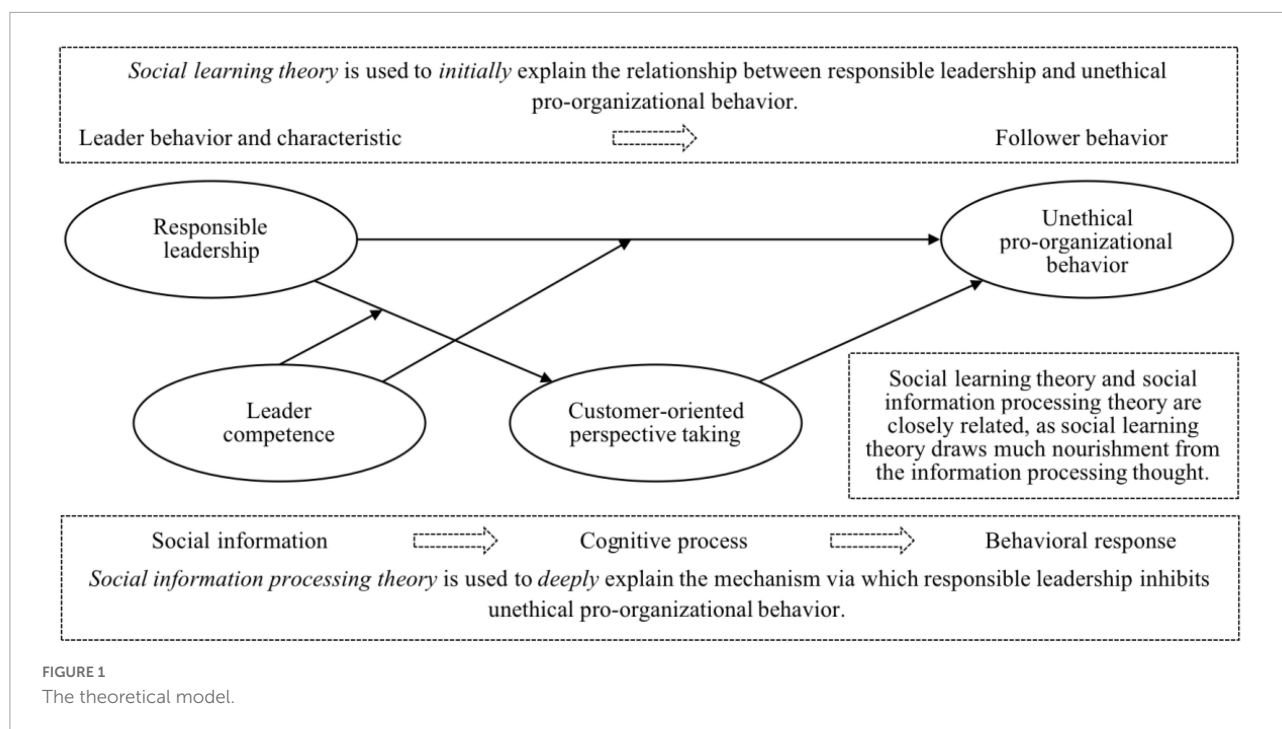 Social learning theory is used to initially explain the relationship between responsible leadership and unethical
pro-organizational behavior.
Leader behavior and characteristic
Follower behavior
Responsible
leadership
Unethical
pro-organizational
behavior
Leader
competence
Customer-oriented
perspective taking
Social learning theory and social
information processing theory are
closely related, as social learning
theory draws much nourishment from
the information processing thought.
Social information
Cognitive process
Behavioral response
Social information processing theory is used to deeply explain the mechanism via which responsible leadership inhibits
unethical pro-organizational behavior.
FIGURE 1
The theoretical model.